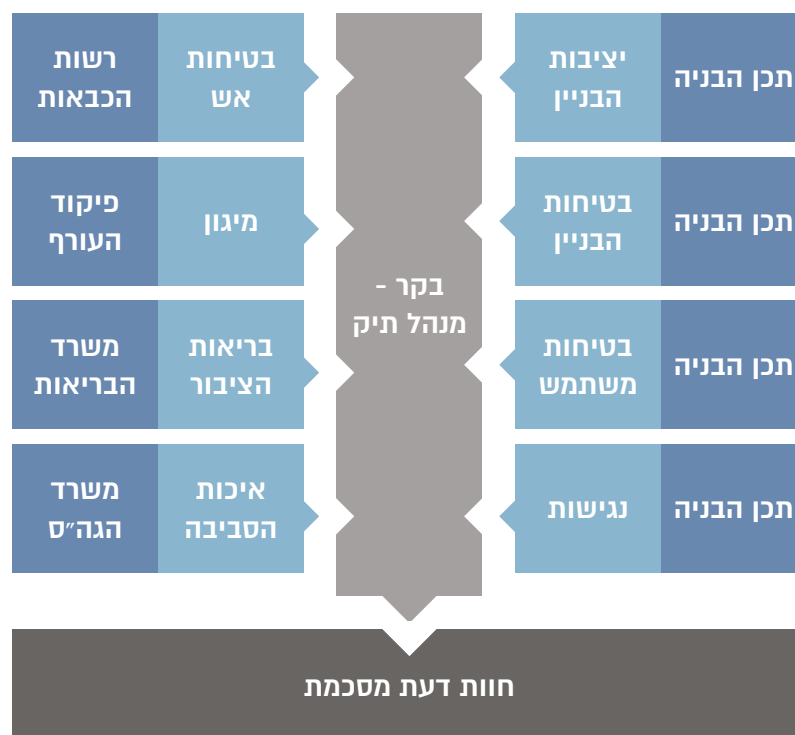 תכן הבניה
יציבות
הבניין
בטיחות
אש
רשות
הכבאות
תכן הבניה
בטיחות
הבניין
מיגון
פיקוד
העורף
בקר -
מנהל תיק
תכן הבניה
בטיחות
משתמש
בריאות
הציבור
משרד
הבריאות
תכן הבניה
נגישות
איכות
הסביבה
משרד
הגה״ס
חוות דעת מסכמת